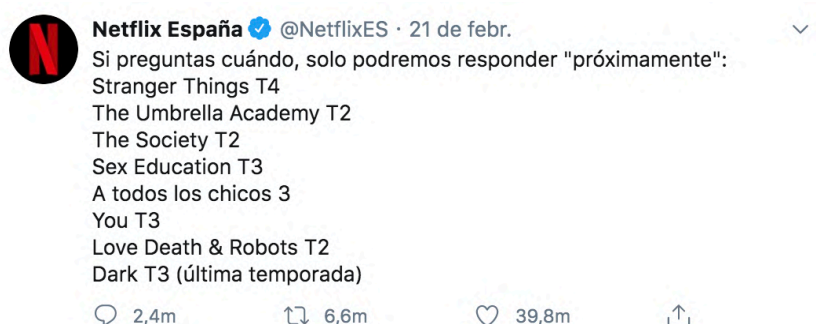 Netflix España @NetflixES · 21 de febr.
Si preguntas cuándo, solo podremos responder "próximamente":
Stranger Things T4
The Umbrella Academy T2
The Society T2
Sex Education T3
A todos los chicos 3
You T3
Love Death & Robots T2
Dark T3 (última temporada)
2,4m 6,6m 39,8m